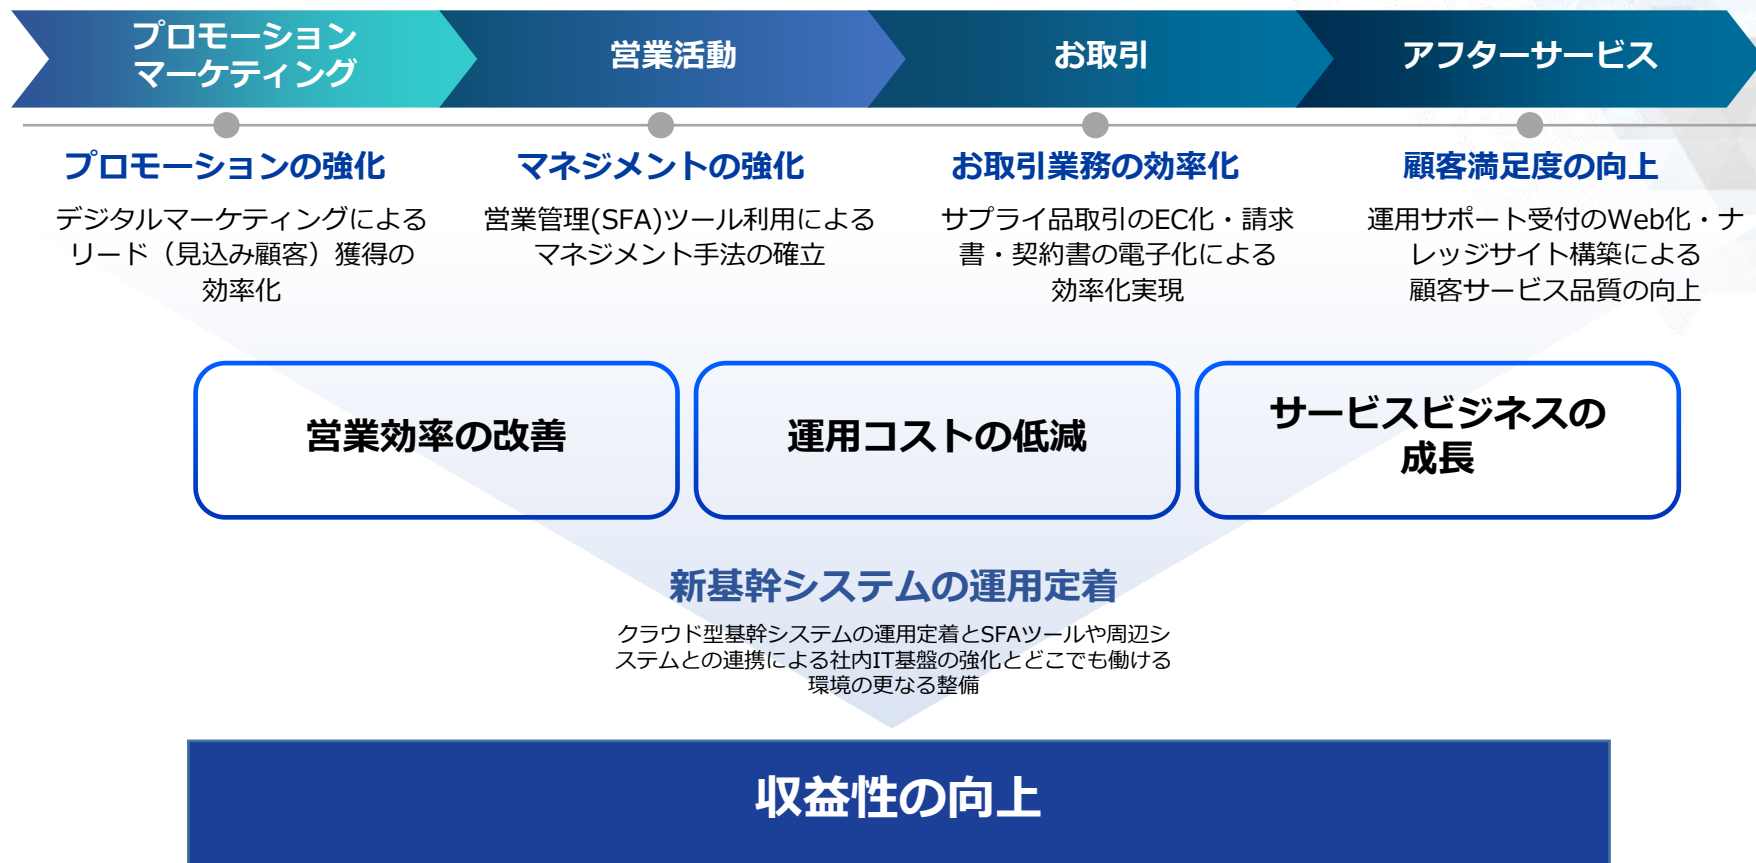 プロモーション
マーケティング
営業活動
お取引
アフターサービス
プロモーションの強化
デジタルマーケティングによる
リード（見込み顧客）獲得の
効率化
マネジメントの強化
営業管理(SFA)ツール利用による
マネジメント手法の確立
お取引業務の効率化
サプライ品取引のEC化・請求
書・契約書の電子化による
効率化実現
顧客満足度の向上
運用サポート受付のWeb化・ナ
レッジサイト構築による
顧客サービス品質の向上
営業効率の改善
運用コストの低減
サービスビジネスの
成長
新基幹システムの運用定着
クラウド型基幹システムの運用定着とSFAツールや周辺シ
ステムとの連携による社内IT基盤の強化とどこでも働ける
環境の更なる整備
収益性の向上